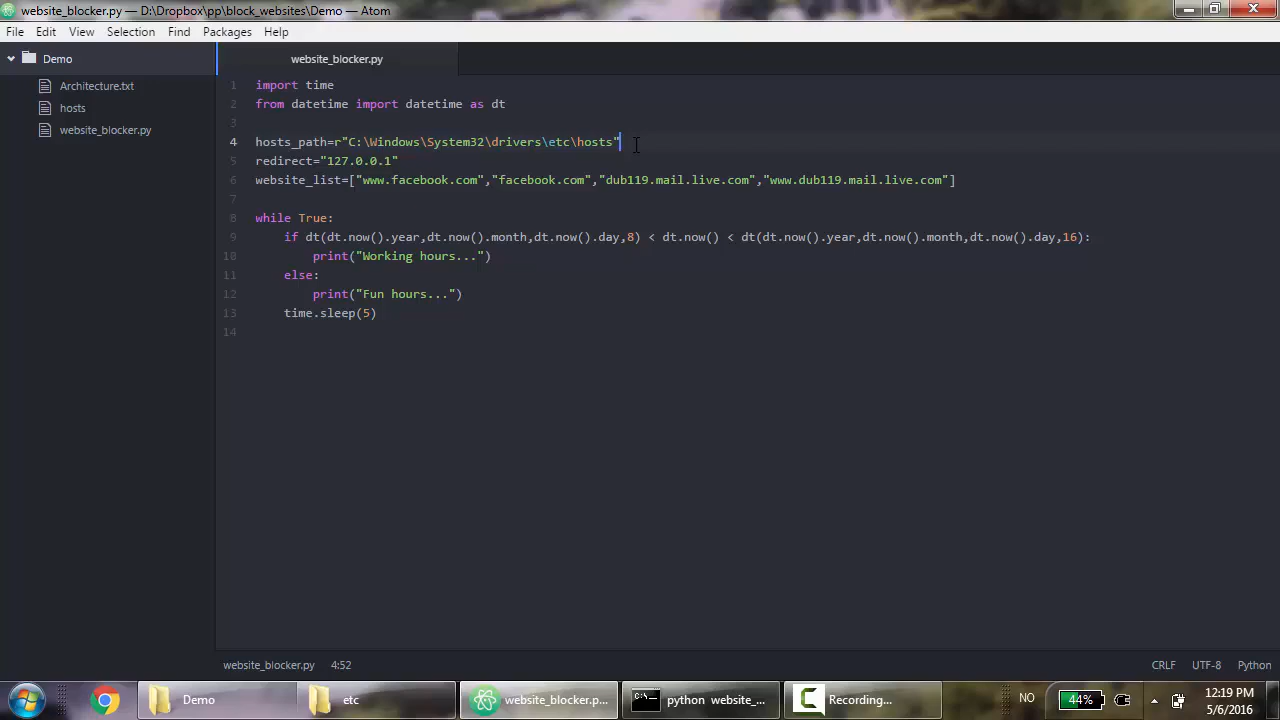 website_blocker.py — D:\Dropbox\pp\block_websites\Demo — Atom
File Edit View Selection Find Packages Help
Demo
website_blocker.py
Architecture.txt
hosts
website_blocker.py
1 import time
2 from datetime import datetime as dt
3
4 hosts_path=r"C:\Windows\System32\drivers\etc\hosts"
5 redirect="127.0.0.1"
6 website_list=["www.facebook.com","facebook.com","dub119.mail.live.com","www.dub119.mail.live.com"]
7
8 while True:
9 if dt(dt.now().year,dt.now().month,dt.now().day,8) < dt.now() < dt(dt.now().year,dt.now().month,dt.now().day,16):
10 print("Working hours...")
11 else:
12 print("Fun hours...")
13 time.sleep(5)
14
website_blocker.py 4:52 CRLF UTF-8 Python
Demo etc website_blocker.p... python website_... Recording... NO 44% 12:19 PM
5/6/2016